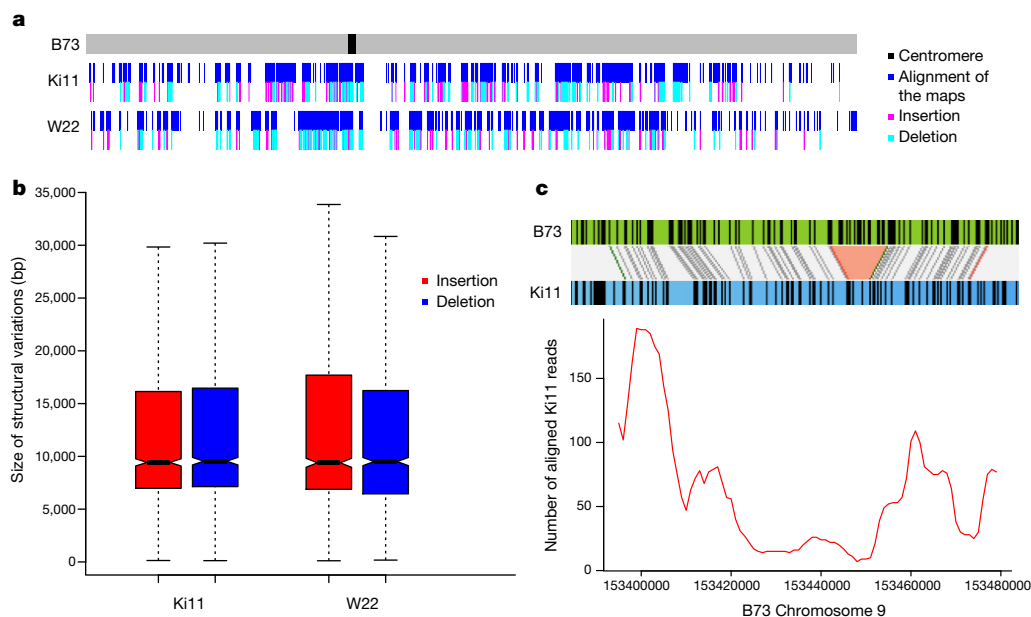 a
B73
Ki11
W22
Centromere
Alignment of
the maps
Insertion
Deletion
b
Size of structural variations (bp)
35,000
30,000
25,000
20,000
15,000
10,000
5,000
0
Insertion
Deletion
Ki11
W22
c
B73
Ki11
Number of aligned Ki11 reads
150
100
50
0
153400000
153420000
153440000
153460000
153480000
B73 Chromosome 9